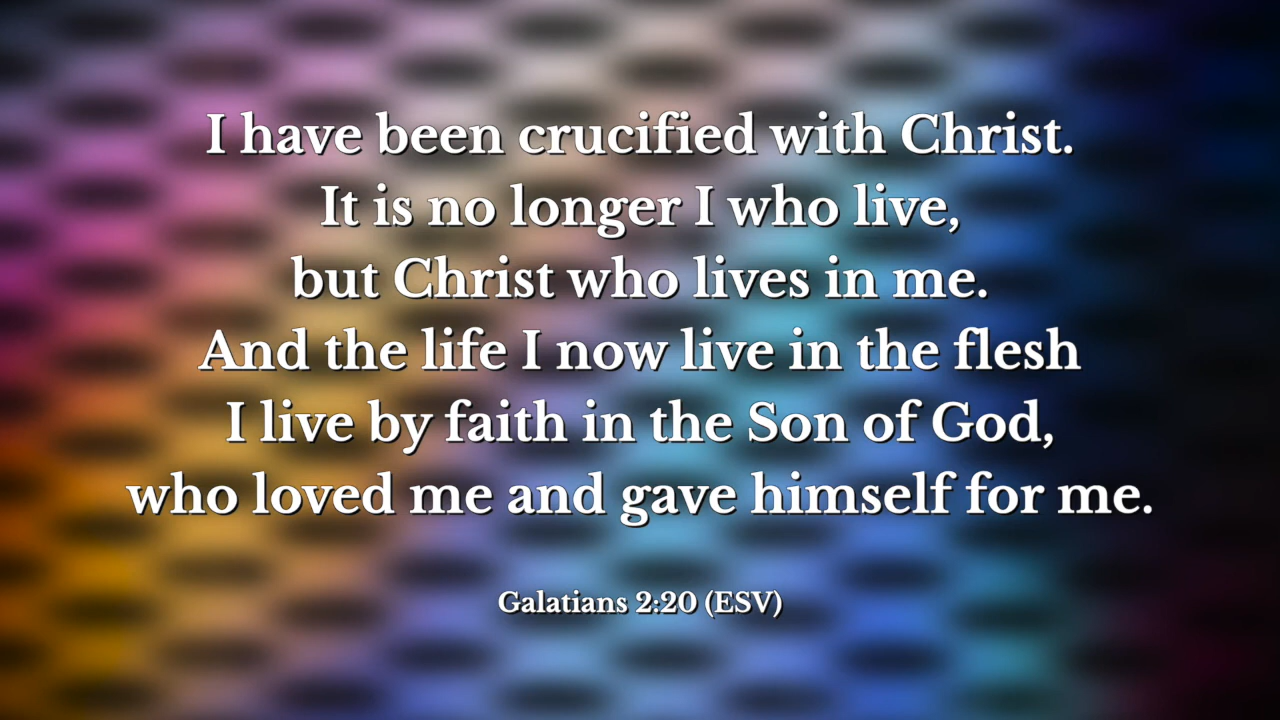 I have been crucified with Christ.
It is no longer I who live,
but Christ who lives in me.
And the life I now live in the flesh
I live by faith in the Son of God,
who loved me and gave himself for me.
Galatians 2:20 (ESV)